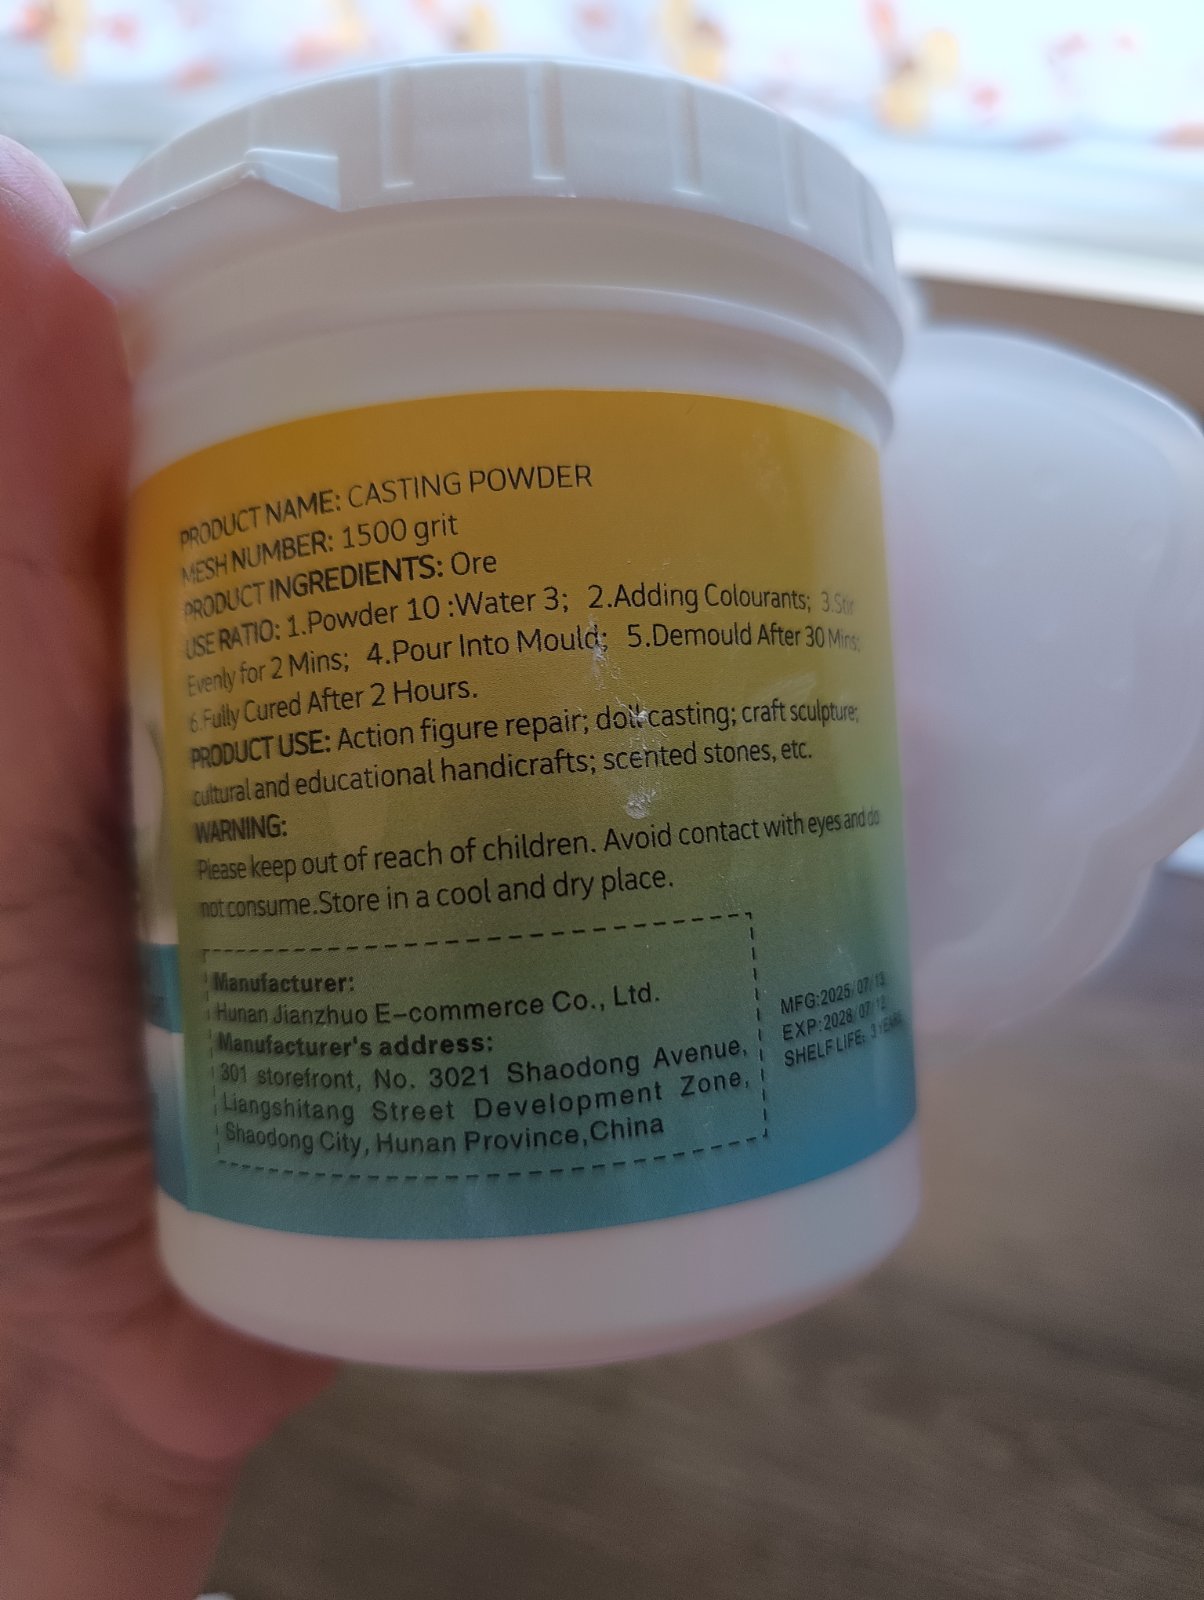 PRODUCT NAME: CASTING POWDER
MESH NUMBER: 1500 grit
PRODUCT INGREDIENTS: Ore
USE RATIO: 1.Powder 10 :Water 3; 2.Adding Colourants; 3.Stir
Evenly for 2 Mins; 4.Pour Into Mould; 5.Demould After 30 Mins;
6.Fully Cured After 2 Hours.
PRODUCT USE: Action figure repair; doll casting; craft sculpture;
cultural and educational handicrafts; scented stones, etc.
WARNING:
Please keep out of reach of children. Avoid contact with eyes and do
not consume.Store in a cool and dry place.
Manufacturer:
Hunan Jianzhuo E-commerce Co., Ltd.
Manufacturer's address:
301 storefront, No. 3021 Shaodong Avenue,
Liangshitang Street Development Zone,
Shaodong City, Hunan Province,China
MFG:2025/07/13
EXP:2028/07/12
SHELF LIFE: 3 YEARS